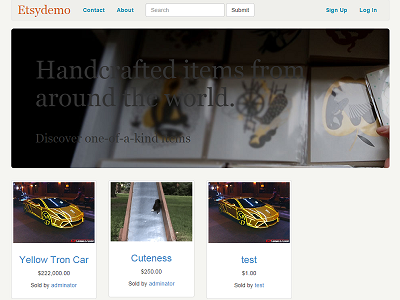 Etsydemo
Contact
About
Search
Submit
Sign Up
Log In
Handcrafted items from
around the world.
Discover one-of-a-kind items
Yellow Tron Car
$222,000.00
Sold by adminator
Cuteness
$250.00
Sold by adminator
test
$1.00
Sold by test